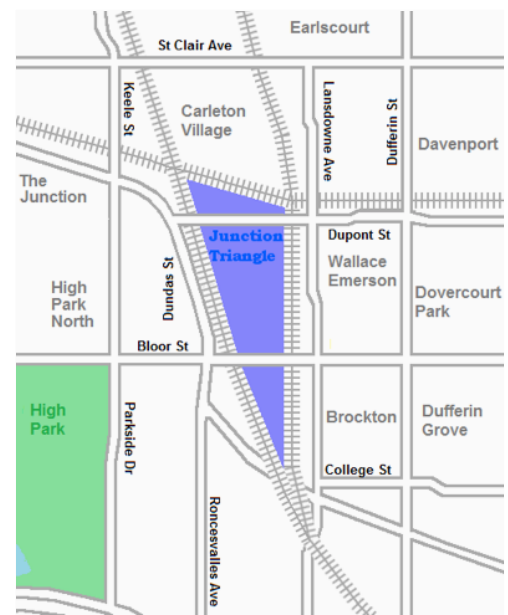 Earlscourt
St Clair Ave
Keele St
Carleton
Village
Lansdowne Ave
Dufferin St
Davenport
The
Junction
Junction
Triangle
Dupont St
Wallace
Emerson
Dundas St
High
Park
North
Dovercourt
Park
Bloor St
High
Park
Parkside Dr
Brockton
Dufferin
Grove
College St
Roncesvalles Ave